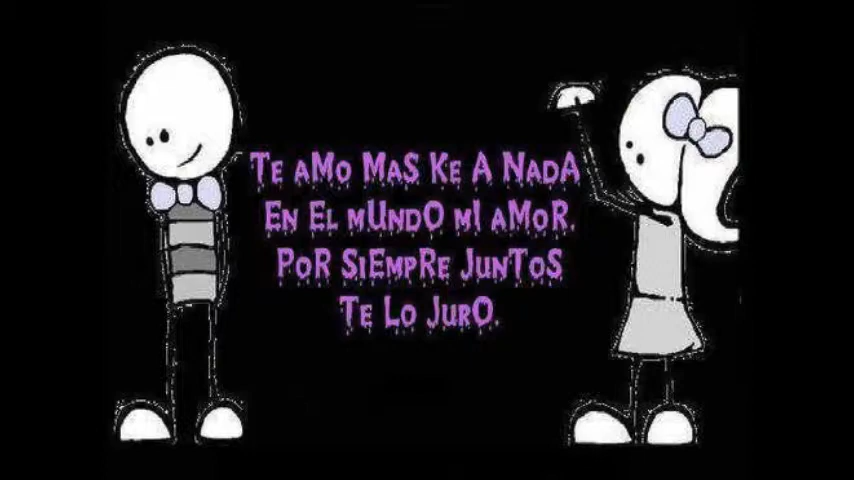 Te aMo MaS Ke A NadA
En El mUndO mI aMoR.
PoR SiEmpRe JunToS
Te Lo JurO.